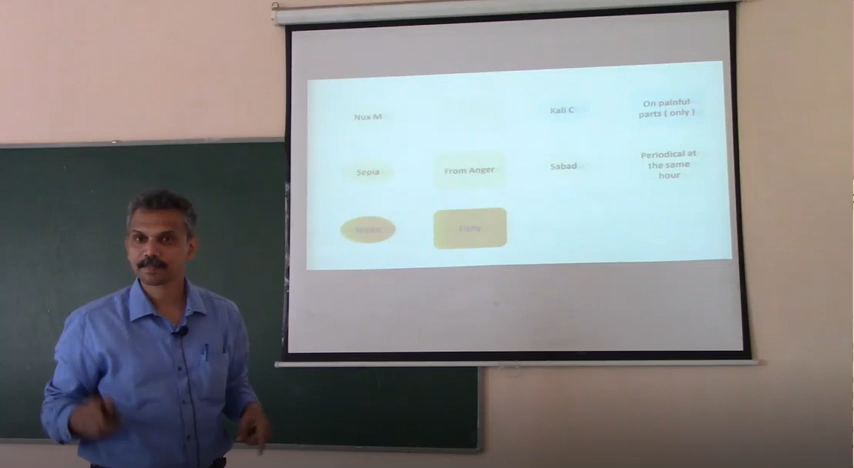 Nux M
Kali C
On painful
parts ( only )
Sepia
From Anger
Sabad
Periodical at
the same
hour